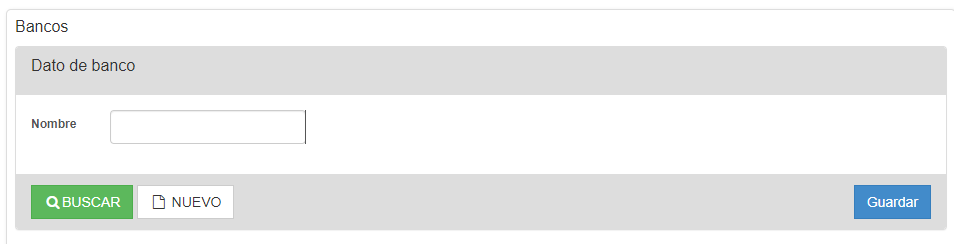 Bancos
Dato de banco
Nombre
BUSCAR NUEVO Guardar